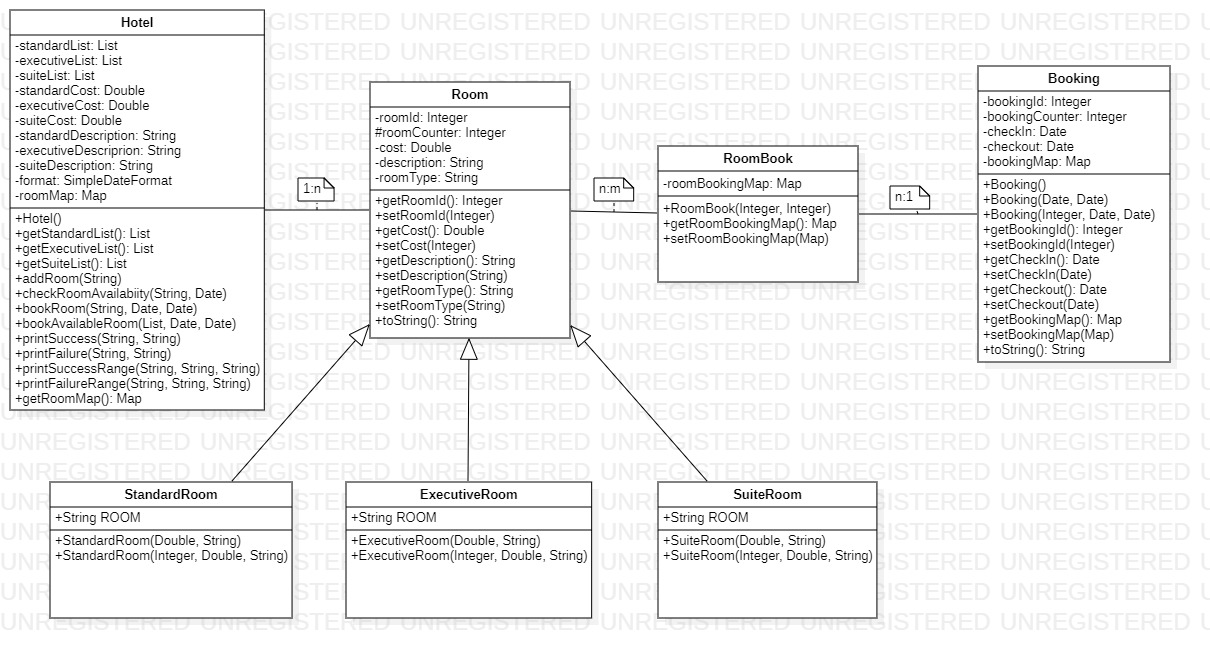 Hotel
-standardList: List
-executiveList: List
-suiteList: List
-standardCost: Double
-executiveCost: Double
-suiteCost: Double
-standardDescription: String
-executiveDescriprion: String
-suiteDescription: String
-format: SimpleDateFormat
-roomMap: Map
+Hotel()
+getStandardList(): List
+getExecutiveList(): List
+getSuiteList(): List
+addRoom(String)
+checkRoomAvailabiity(String, Date)
+bookRoom(String, Date, Date)
+bookAvailableRoom(List, Date, Date)
+printSuccess(String, String)
+printFailure(String, String)
+printSuccessRange(String, String, String)
+printFailureRange(String, String, String)
+getRoomMap(): Map
1:n
Room
-roomId: Integer
#roomCounter: Integer
-cost: Double
-description: String
-roomType: String
+getRoomId(): Integer
+setRoomId(Integer)
+getCost(): Double
+setCost(Integer)
+getDescription(): String
+setDescription(String)
+getRoomType(): String
+setRoomType(String)
+toString(): String
n:m
RoomBook
-roomBookingMap: Map
+RoomBook(Integer, Integer)
+getRoomBookingMap(): Map
+setRoomBookingMap(Map)
n:1
Booking
-bookingId: Integer
-bookingCounter: Integer
-checkIn: Date
-checkout: Date
-bookingMap: Map
+Booking()
+Booking(Date, Date)
+Booking(Integer, Date, Date)
+getBookingId(): Integer
+setBookingId(Integer)
+getCheckIn(): Date
+setCheckIn(Date)
+getCheckout(): Date
+setCheckout(Date)
+getBookingMap(): Map
+setBookingMap(Map)
+toString(): String
StandardRoom
+String ROOM
+StandardRoom(Double, String)
+StandardRoom(Integer, Double, String)
ExecutiveRoom
+String ROOM
+ExecutiveRoom(Double, String)
+ExecutiveRoom(Integer, Double, String)
SuiteRoom
+String ROOM
+SuiteRoom(Double, String)
+SuiteRoom(Integer, Double, String)
UNREGISTERED